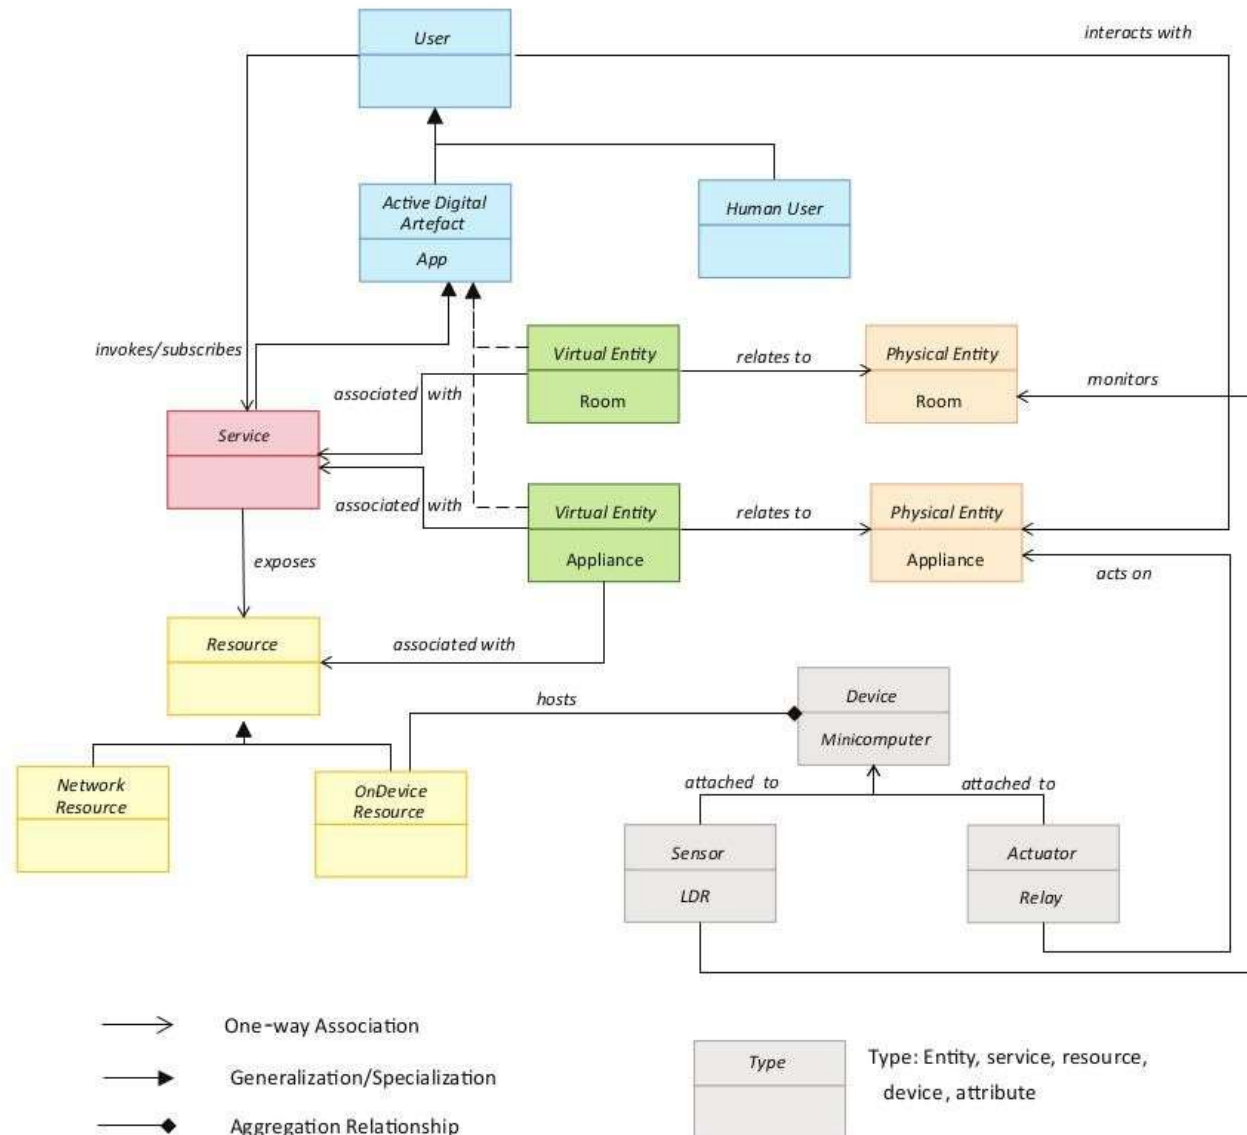 User
interacts with
Active Digital
Artefact
App
Human User
invokes/subscribes
associated with
Virtual Entity
Room
relates to
Physical Entity
Room
monitors
Service
associated with
Virtual Entity
Appliance
relates to
Physical Entity
Appliance
acts on
exposes
Resource
associated with
hosts
Device
Minicomputer
Network
Resource
OnDevice
Resource
attached to
attached to
Sensor
LDR
Actuator
Relay
One-way Association
Generalization/Specialization
Aggregation Relationship
Type
Type: Entity, service, resource,
device, attribute